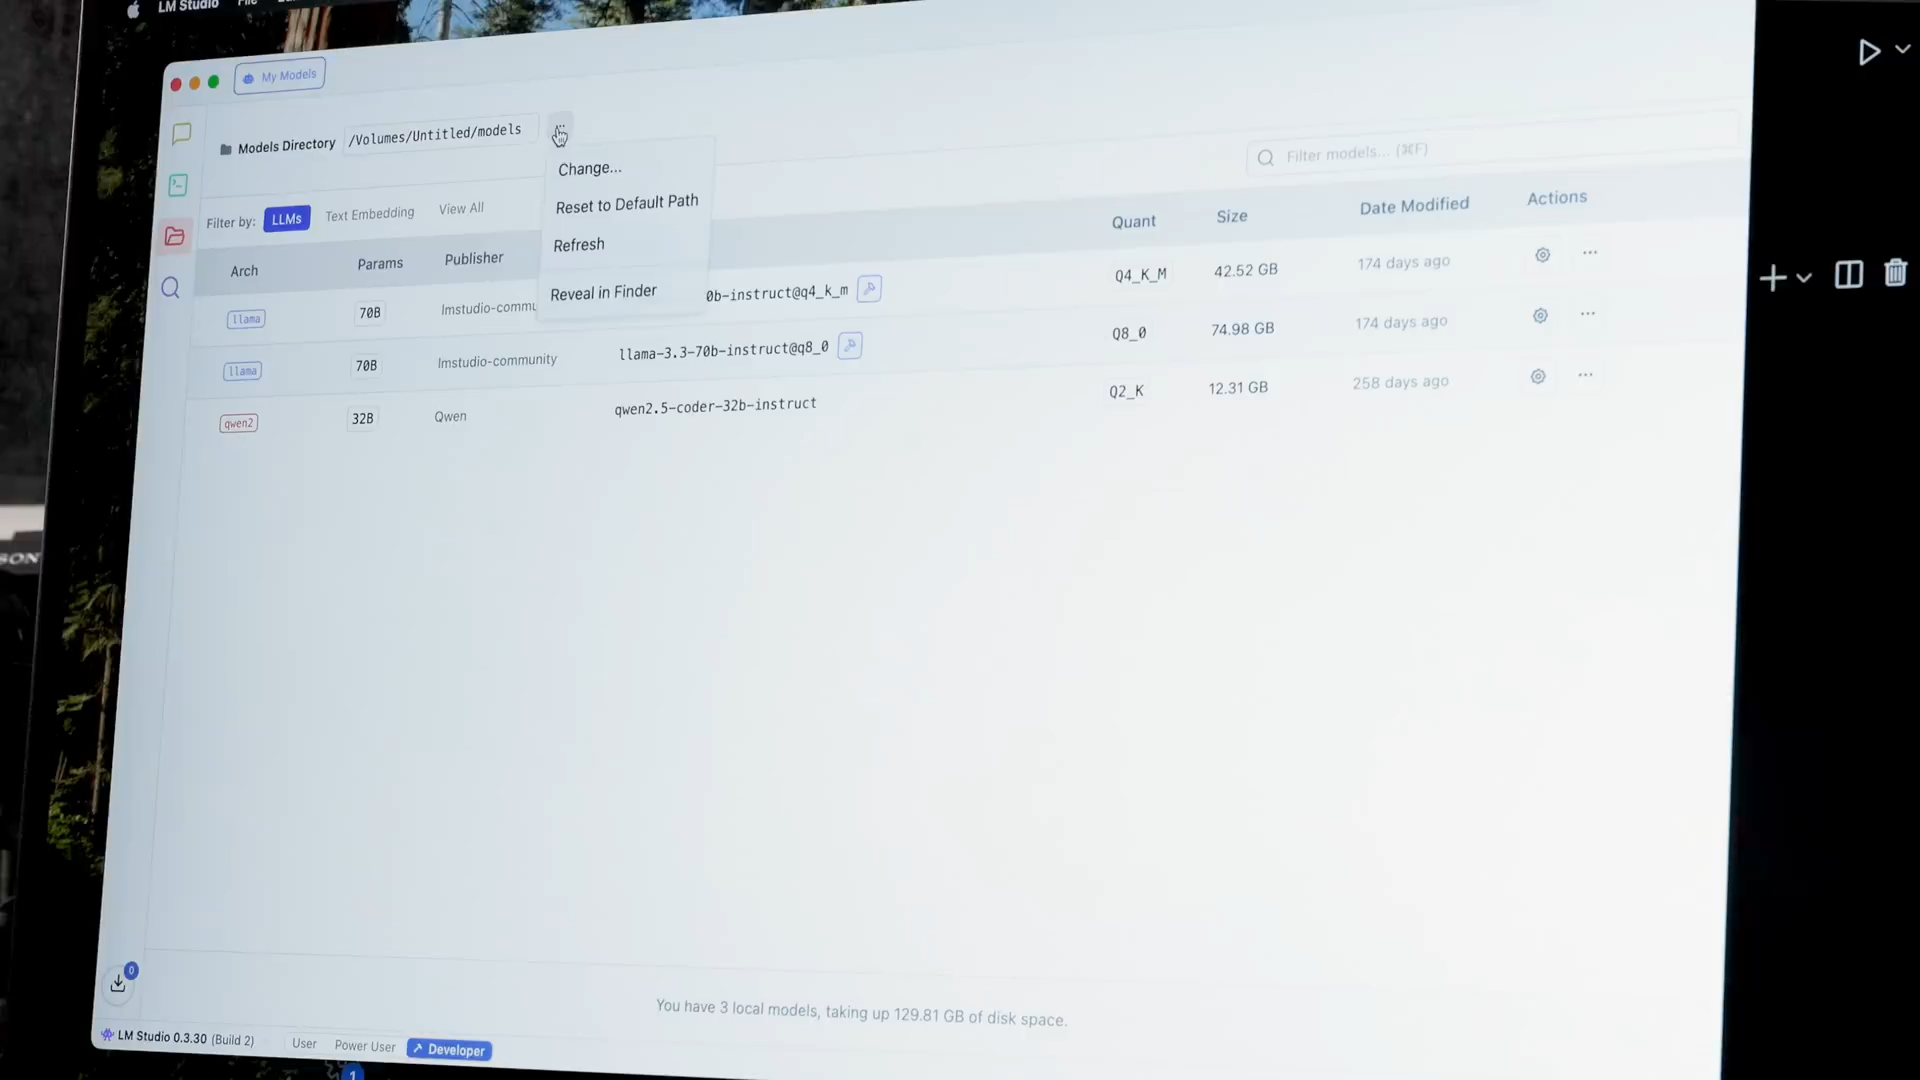 LM Studio
My Models
Models Directory /Volumes/Untitled/models ...
Filter models... (⌘F)
Change...
Reset to Default Path
Refresh
Reveal in Finder
Filter by: LLMs Text Embedding View All
Arch Params Publisher Quant Size Date Modified Actions
llama 70B lmstudio-commu 0b-instruct@q4_k_m Q4_K_M 42.52 GB 174 days ago ...
llama 70B lmstudio-community llama-3.3-70b-instruct@q8_0 Q8_0 74.98 GB 174 days ago ...
qwen2 32B Qwen qwen2.5-coder-32b-instruct Q2_K 12.31 GB 258 days ago ...
0
You have 3 local models, taking up 129.81 GB of disk space.
LM Studio 0.3.30 (Build 2) User Power User Developer
1